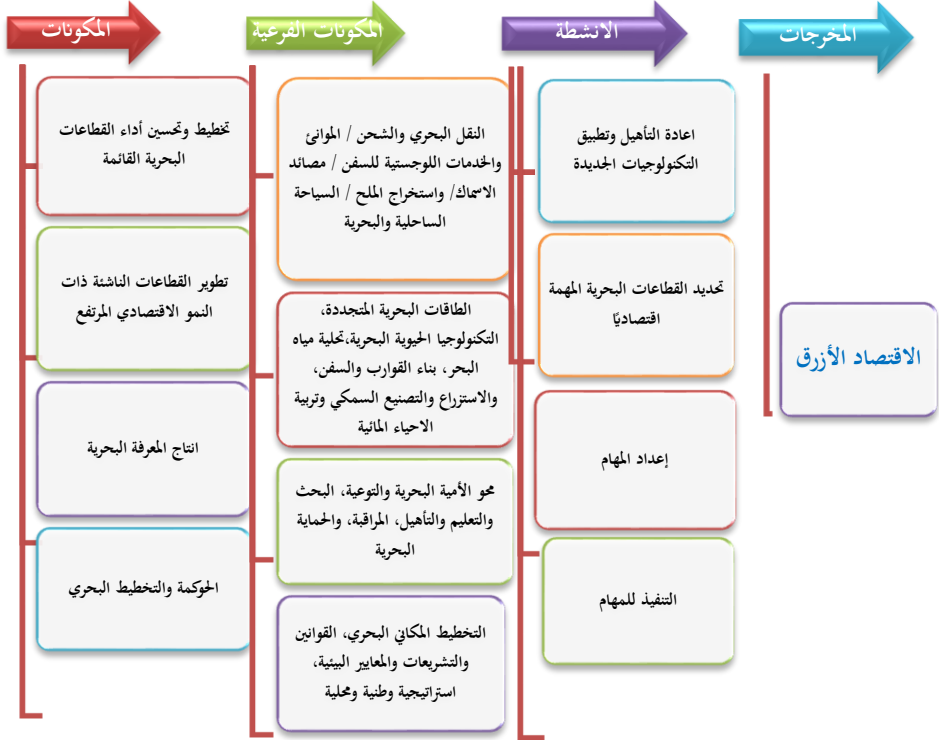 المكونات
تخطيط وتحسين أداء القطاعات
البحرية القائمة
تطوير القطاعات الناشئة ذات
النمو الاقتصادي المرتفع
انتاج المعرفة البحرية
الحوكمة والتخطيط البحري
المكونات الفرعية
النقل البحري والشحن / الموانئ
والخدمات اللوجستية للسفن / مصائد
الاسماك/ واستخراج الملح / السياحة
الساحلية والبحرية
الطاقات البحرية المتجددة،
التكنولوجيا الحيوية البحرية،تحلية مياه
البحر، بناء القوارب والسفن،
والاستزراع والتصنيع السمكي وتربية
الاحياء المائية
محو الأمية البحرية والتوعية، البحث
والتعليم والتأهيل، المراقبة، والحماية
البحرية
التخطيط المكاني البحري، القوانين
والتشريعات والمعايير البيئية،
استراتيجية وطنية ومحلية
الانشطة
اعادة التأهيل وتطبيق
التكنولوجيات الجديدة
تحديد القطاعات البحرية المهمة
اقتصاديًا
إعداد المهام
التنفيذ للمهام
المخرجات
الاقتصاد الأزرق